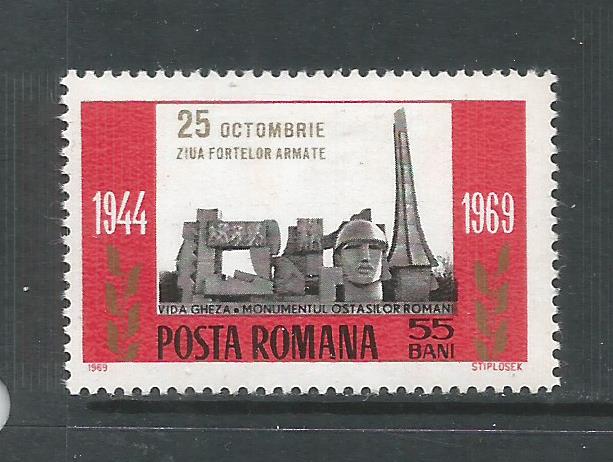 25 OCTOMBRIE
ZIUA FORTELOR ARMATE
1944
1969
VIDA GHEZA • MONUMENTUL OSTASILOR ROMANI
POSTA ROMANA
55
BANI
1969
STIPLOSEK